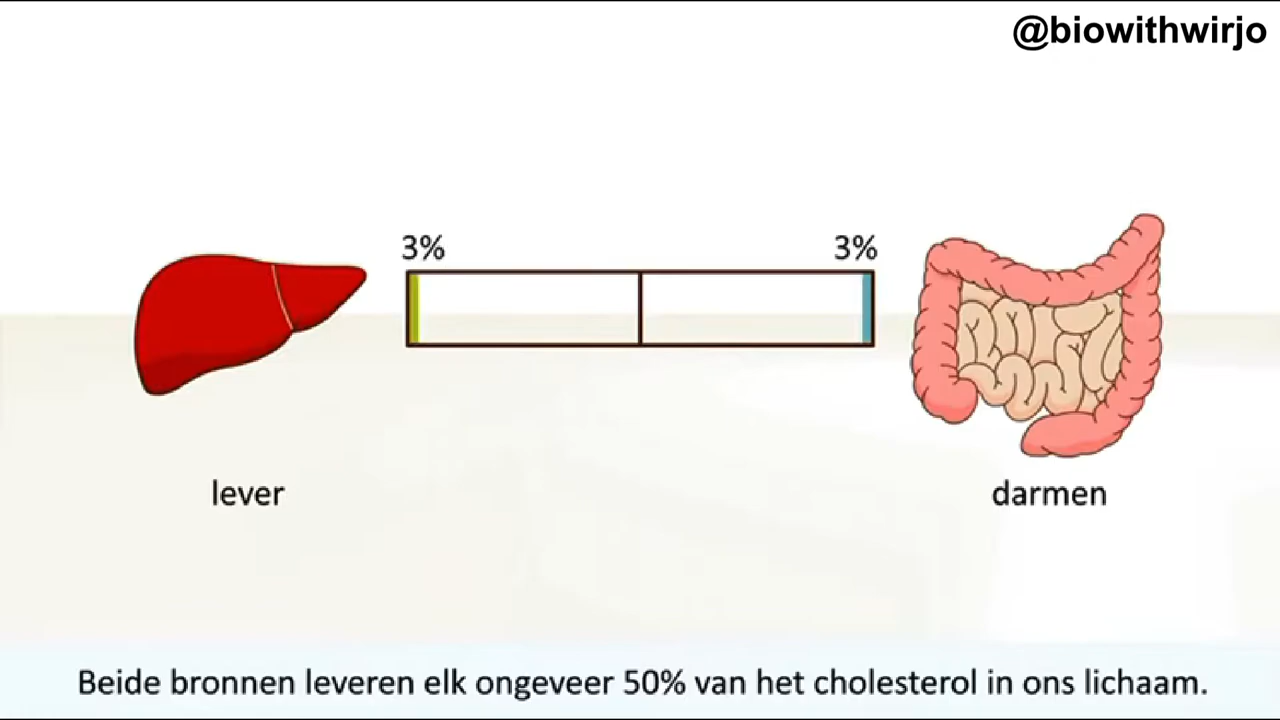 @biowithwirjo
3% 3%
lever darmen
Beide bronnen leveren elk ongeveer 50% van het cholesterol in ons lichaam.